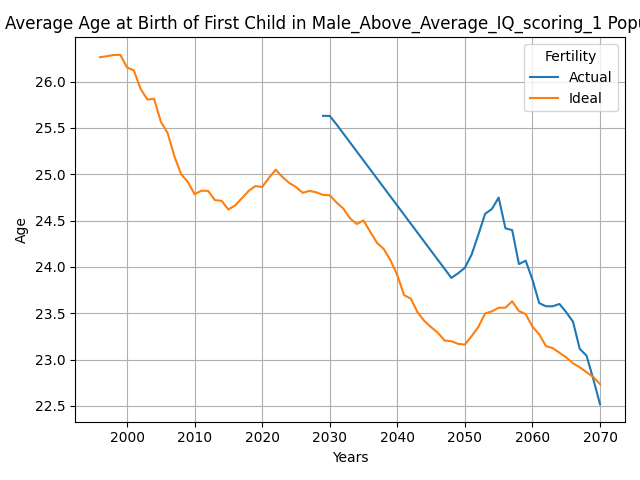 Average Age at Birth of First Child in Male_Above_Average_IQ_scoring_1 Popu
Fertility
Actual
Ideal
26.0
25.5
25.0
24.5
24.0
23.5
23.0
22.5
Age
2000 2010 2020 2030 2040 2050 2060 2070
Years